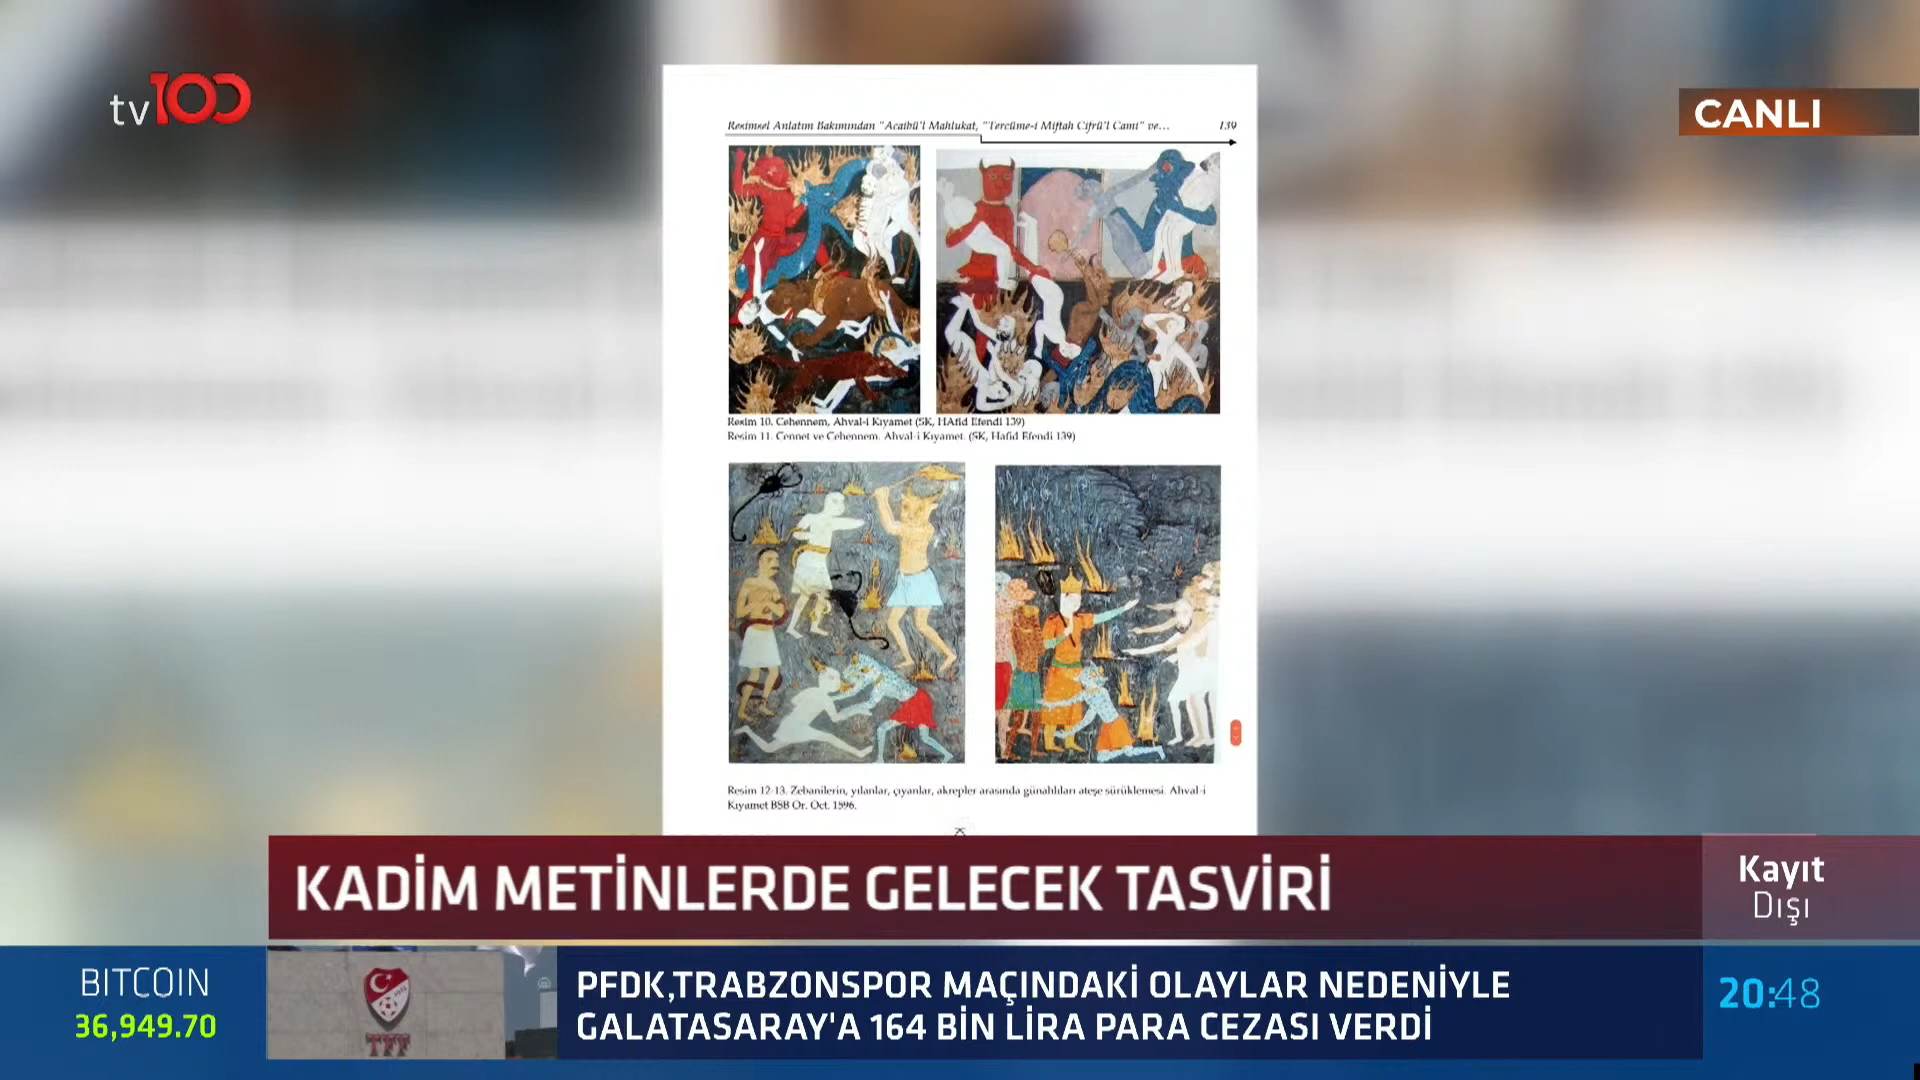 tv100
CANLI
Resimsel Anlatım Bakımından "Acaibü'l Mahlukat, "Tercüme-i Miftah Cifrü'l Cami" ve... 139
Resim 10. Cehennem, Ahval-i Kıyamet (SK, HAfid Efendi 139)
Resim 11. Cennet ve Cehennem. Ahval-i Kıyamet. (SK, Hafid Efendi 139)
Resim 12-13. Zebanilerin, yılanlar, çıyanlar, akrepler arasında günahlıları ateşe sürüklemesi. Ahval-i
Kıyamet BSB Or. Oct. 1596.
KADİM METİNLERDE GELECEK TASVİRİ
Kayıt
Dışı
BITCOIN
36,949.70
TFF
PFDK,TRABZONSPOR MAÇINDAKİ OLAYLAR NEDENİYLE
GALATASARAY'A 164 BİN LİRA PARA CEZASI VERDİ
20:48